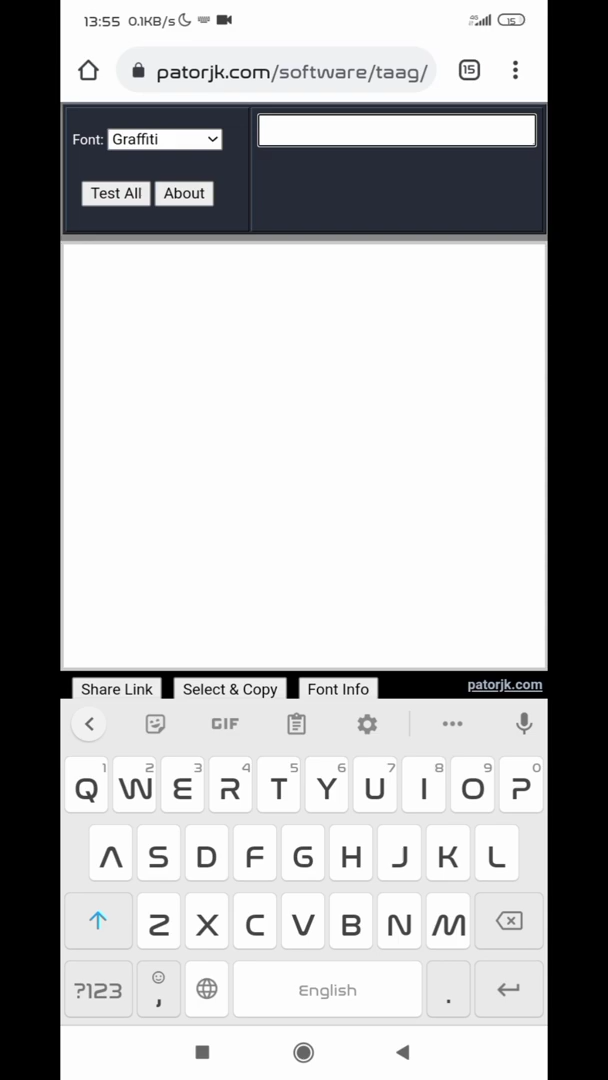 13:55 0.1KB/s 4G 15
patorjk.com/software/taag/ 15
Font: Graffiti
Test All About
Share Link Select & Copy Font Info patorjk.com
GIF
1 2 3 4 5 6 7 8 9 0
Q W E R T Y U I O P
A S D F G H J K L
Z X C V B N M
?123 , English .